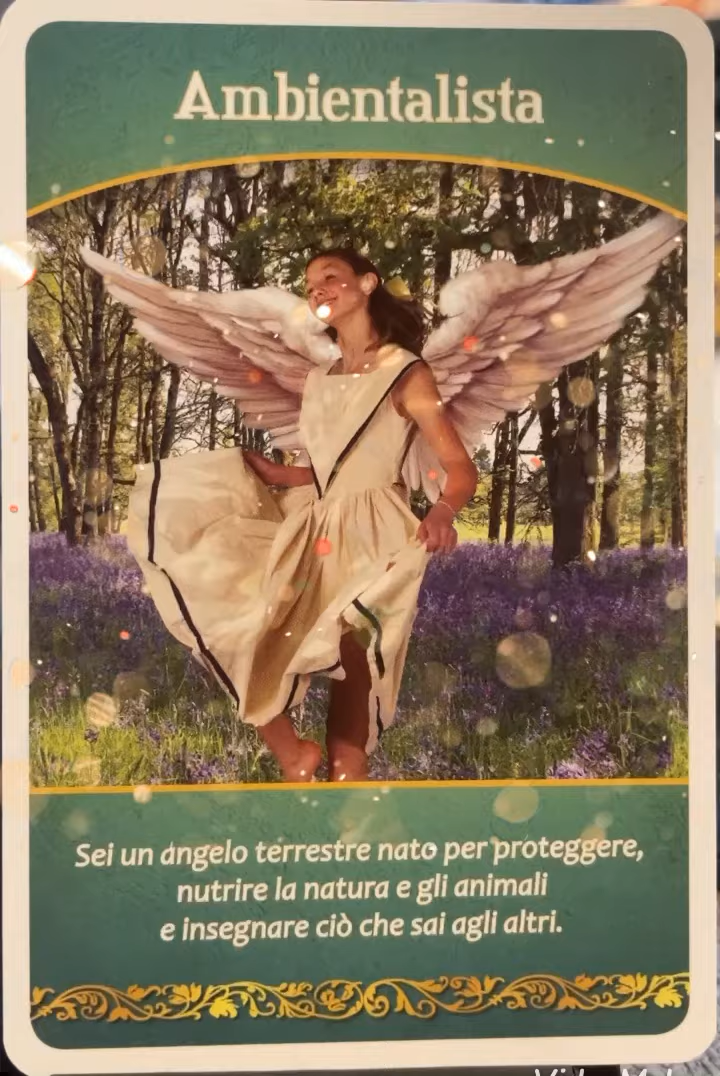 Ambientalista
Sei un angelo terrestre nato per proteggere,
nutrire la natura e gli animali
e insegnare ciò che sai agli altri.